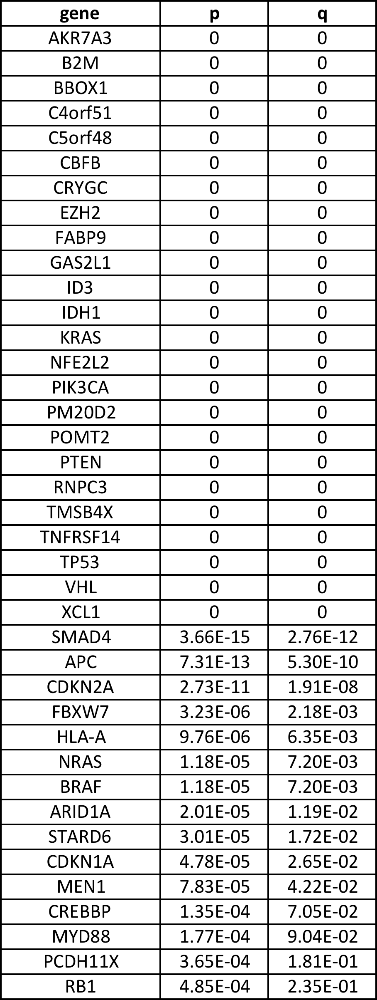 gene p q
AKR7A3 0 0
B2M 0 0
BBOX1 0 0
C4orf51 0 0
C5orf48 0 0
CBFB 0 0
CRYGC 0 0
EZH2 0 0
FABP9 0 0
GAS2L1 0 0
ID3 0 0
IDH1 0 0
KRAS 0 0
NFE2L2 0 0
PIK3CA 0 0
PM20D2 0 0
POMT2 0 0
PTEN 0 0
RNPC3 0 0
TMSB4X 0 0
TNFRSF14 0 0
TP53 0 0
VHL 0 0
XCL1 0 0
SMAD4 3.66E-15 2.76E-12
APC 7.31E-13 5.30E-10
CDKN2A 2.73E-11 1.91E-08
FBXW7 3.23E-06 2.18E-03
HLA-A 9.76E-06 6.35E-03
NRAS 1.18E-05 7.20E-03
BRAF 1.18E-05 7.20E-03
ARID1A 2.01E-05 1.19E-02
STARD6 3.01E-05 1.72E-02
CDKN1A 4.78E-05 2.65E-02
MEN1 7.83E-05 4.22E-02
CREBBP 1.35E-04 7.05E-02
MYD88 1.77E-04 9.04E-02
PCDH11X 3.65E-04 1.81E-01
RB1 4.85E-04 2.35E-01